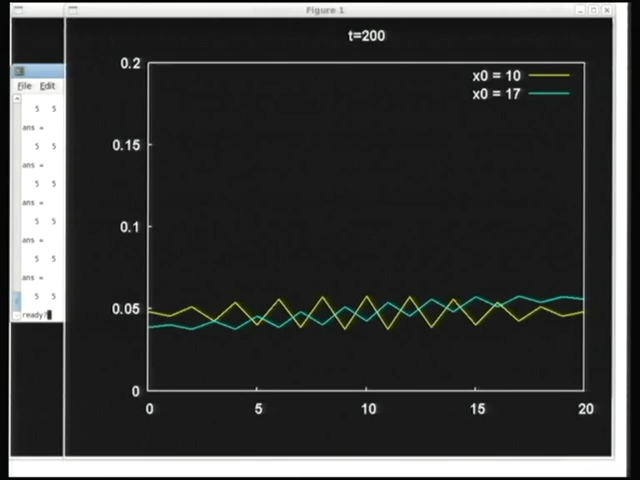 Figure 1
t=200
x0 = 10
x0 = 17
0.2
0.15
0.1
0.05
0
0 5 10 15 20
File Edit
5 5
ans =
5 5
ans =
5 5
ans =
5 5
ans =
5 5
ans =
5 5
ready?